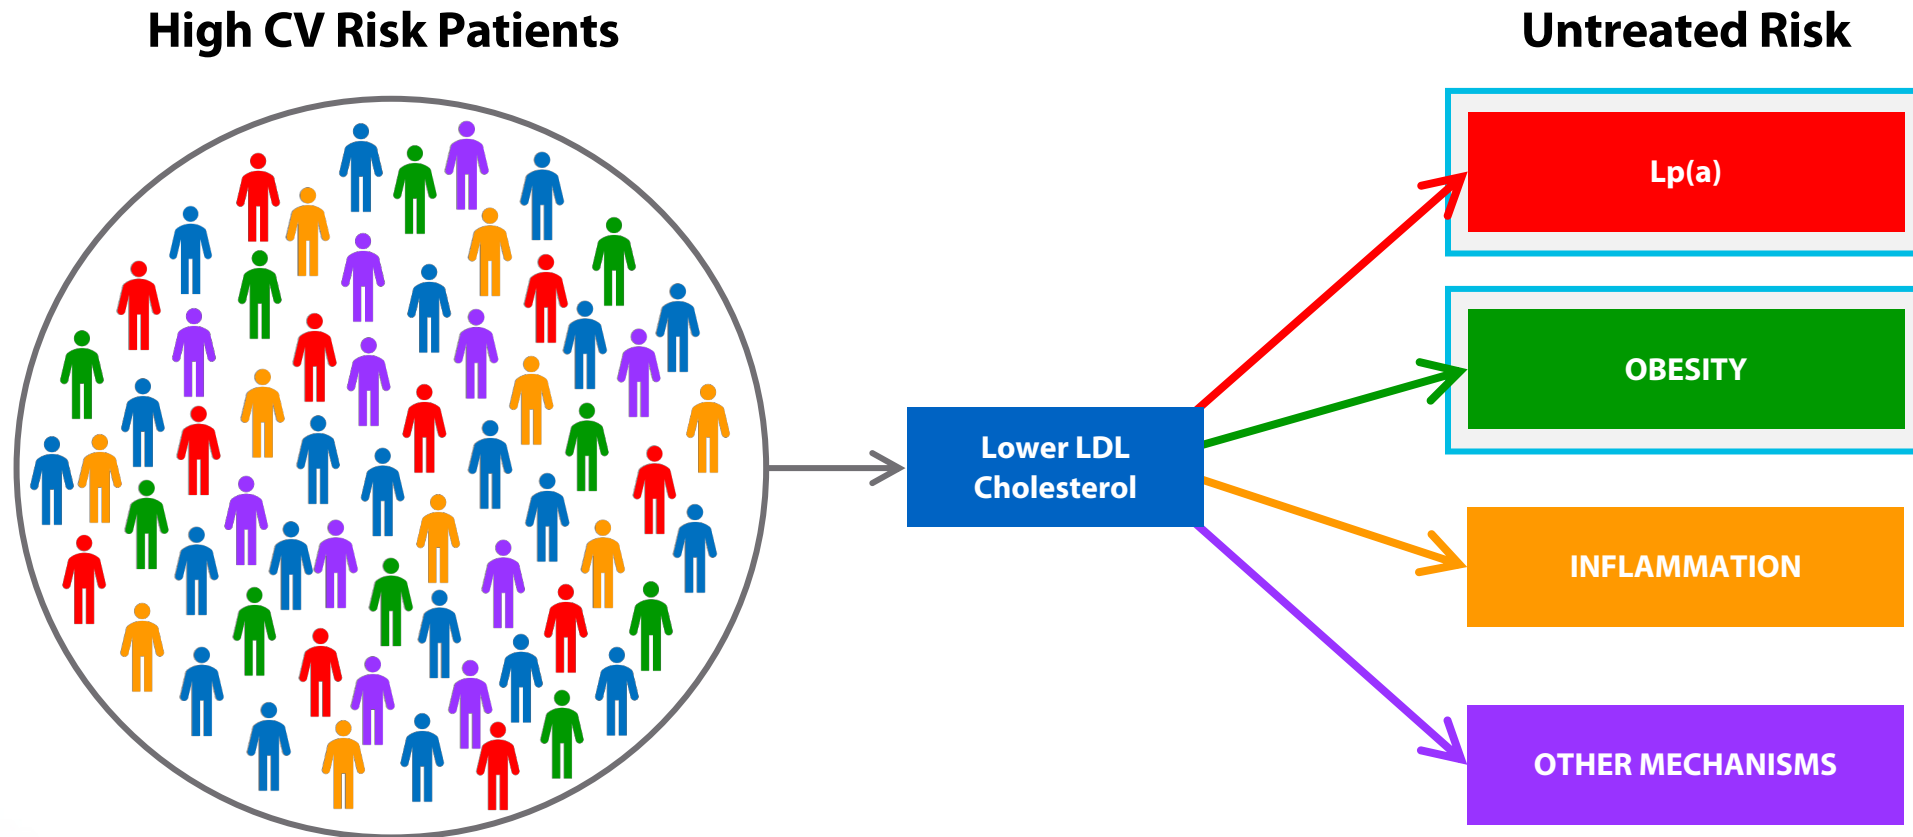 High CV Risk Patients
Untreated Risk
Lp(a)
OBESITY
Lower LDL
Cholesterol
INFLAMMATION
OTHER MECHANISMS